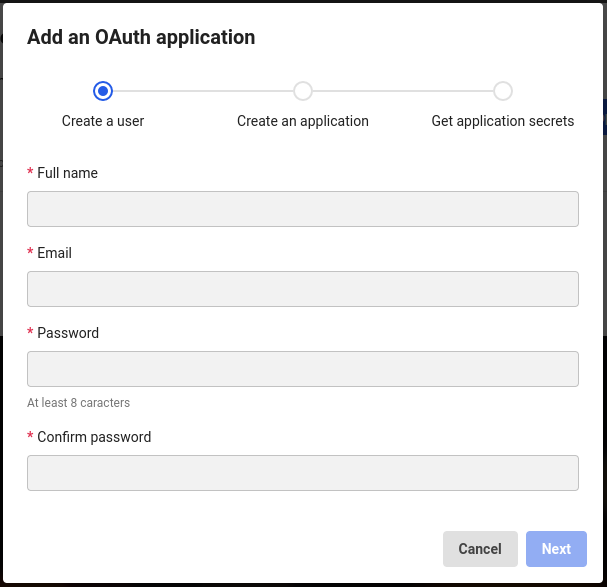 Add an OAuth application
Create a user
Create an application
Get application secrets
* Full name
* Email
* Password
At least 8 caracters
* Confirm password
Cancel
Next